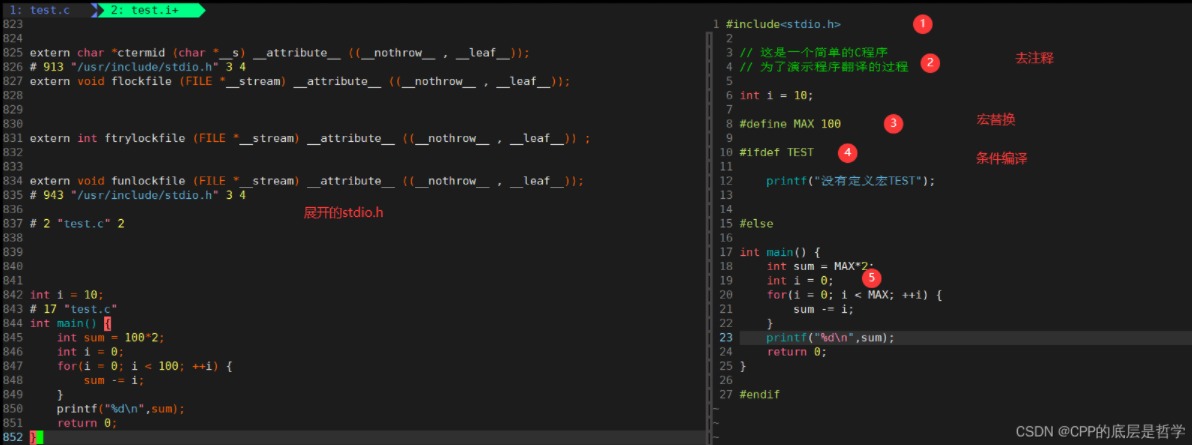 1: test.c
2: test.i+
823
824
825 extern char *ctermid (char *__s) __attribute__ ((__nothrow__ , __leaf__));
826 # 913 "/usr/include/stdio.h" 3 4
827 extern void flockfile (FILE *__stream) __attribute__ ((__nothrow__ , __leaf__));
828
829
830
831 extern int ftrylockfile (FILE *__stream) __attribute__ ((__nothrow__ , __leaf__)) ;
832
833
834 extern void funlockfile (FILE *__stream) __attribute__ ((__nothrow__ , __leaf__));
835 # 943 "/usr/include/stdio.h" 3 4
836
展开的stdio.h
837 # 2 "test.c" 2
838
839
840
841
842 int i = 10;
843 # 17 "test.c"
844 int main() {
845     int sum = 100*2;
846     int i = 0;
847     for(i = 0; i < 100; ++i) {
848         sum -= i;
849     }
850     printf("%d\n",sum);
851     return 0;
852 }
1 #include<stdio.h> 1
2
3 // 这是一个简单的C程序
去注释
4 // 为了演示程序翻译的过程 2
5
6 int i = 10;
7
8 #define MAX 100 3 宏替换
9
10 #ifdef TEST 4 条件编译
11
12     printf("没有定义宏TEST");
13
14
15 #else
16
17 int main() {
18     int sum = MAX*2;
19     int i = 0; 5
20     for(i = 0; i < MAX; ++i) {
21         sum -= i;
22     }
23     printf("%d\n",sum);
24     return 0;
25 }
26
27 #endif
~
~
~
CSDN @CPP的底层是哲学